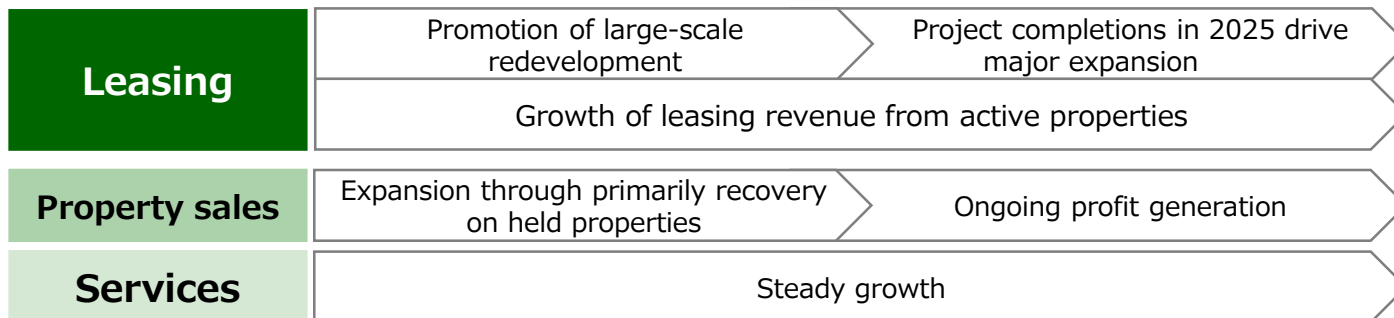 Leasing
Promotion of large-scale
redevelopment
Project completions in 2025 drive
major expansion
Growth of leasing revenue from active properties
Property sales
Expansion through primarily recovery
on held properties
Ongoing profit generation
Services
Steady growth